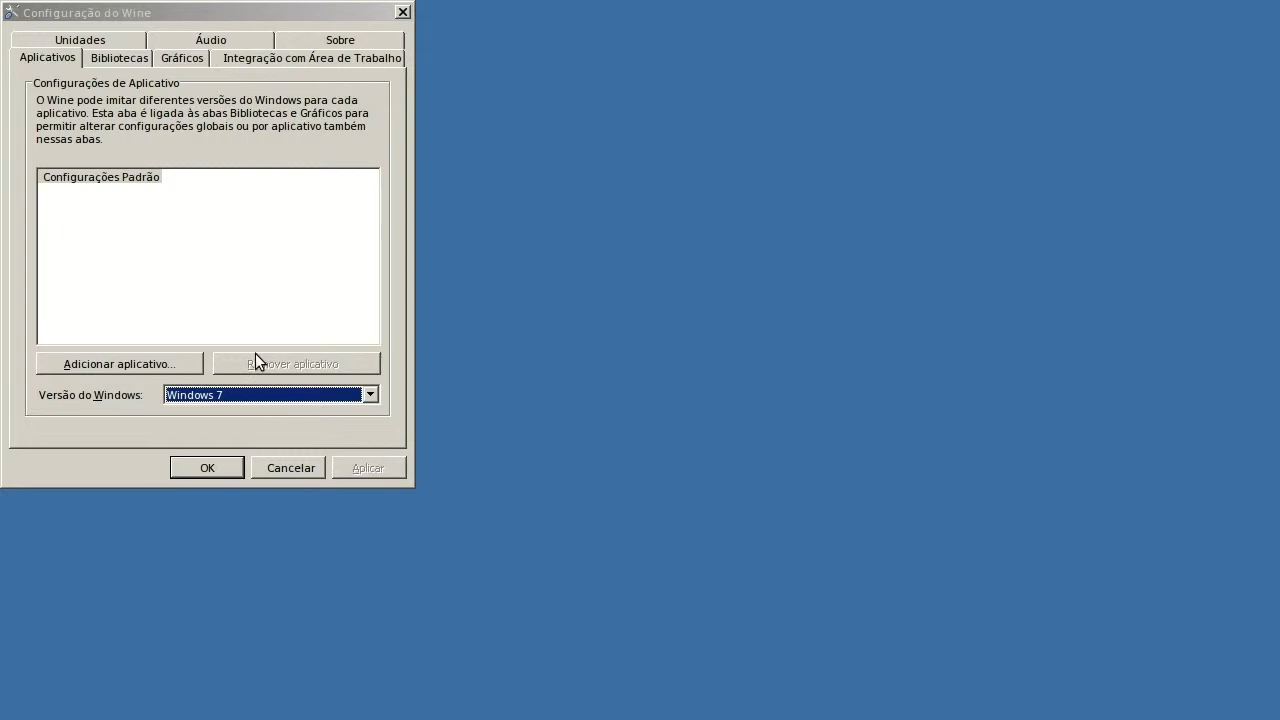 Configuração do Wine
Unidades Áudio Sobre
Aplicativos Bibliotecas Gráficos Integração com Área de Trabalho
Configurações de Aplicativo
O Wine pode imitar diferentes versões do Windows para cada
aplicativo. Esta aba é ligada às abas Bibliotecas e Gráficos para
permitir alterar configurações globais ou por aplicativo também
nessas abas.
Configurações Padrão
Adicionar aplicativo... Remover aplicativo
Versão do Windows: Windows 7
OK Cancelar Aplicar